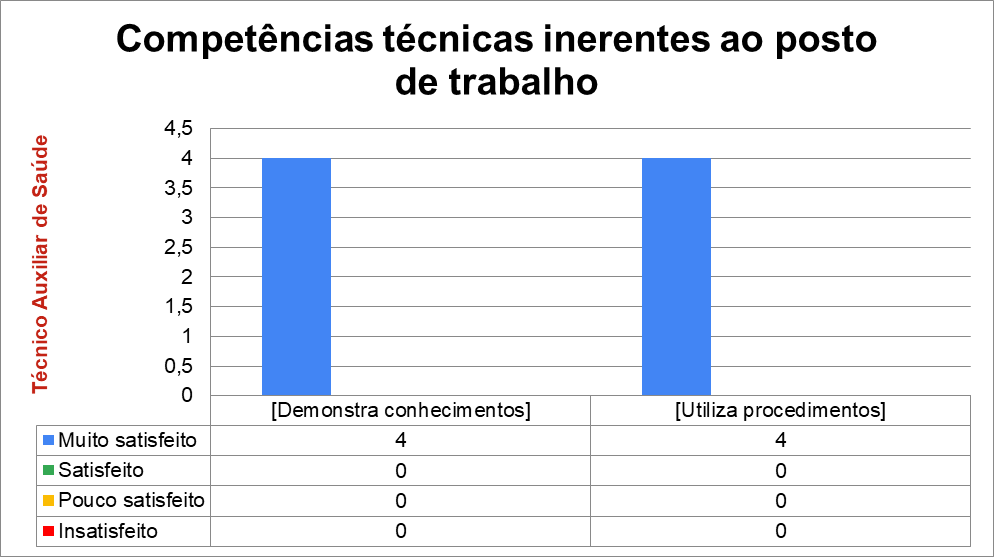 Competências técnicas inerentes ao posto
de trabalho
Técnico Auxiliar de Saúde
4,5
4
3,5
3
2,5
2
1,5
1
0,5
0
[Demonstra conhecimentos] [Utiliza procedimentos]
Muito satisfeito 4 4
Satisfeito 0 0
Pouco satisfeito 0 0
Insatisfeito 0 0